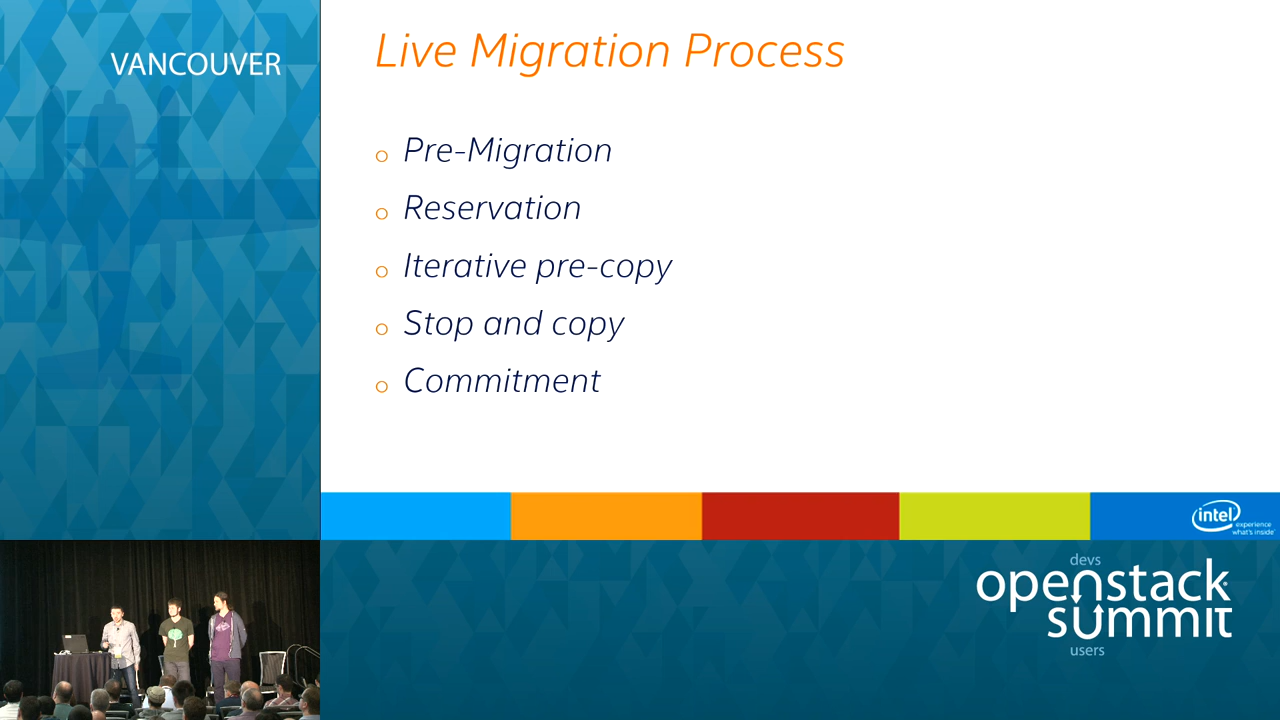 VANCOUVER
Live Migration Process
o Pre-Migration
o Reservation
o Iterative pre-copy
o Stop and copy
o Commitment
intel
experience
what's inside
devs
openstack
summit
users